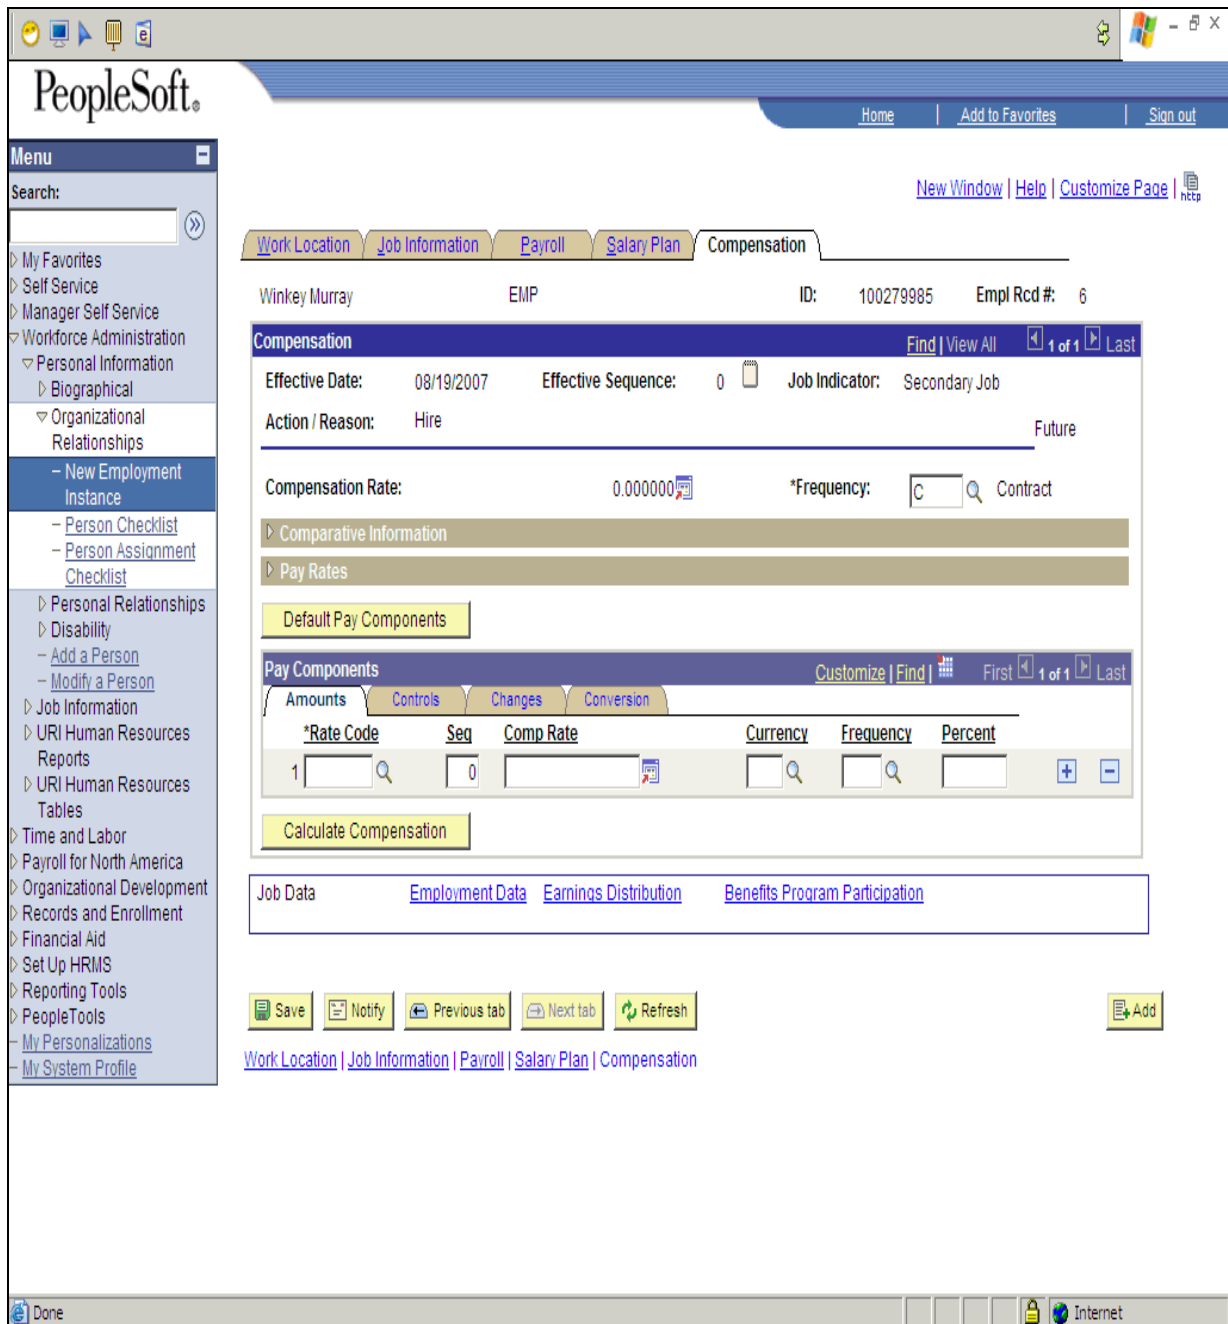 PeopleSoft®
Home | Add to Favorites | Sign out
Menu
Search:
My Favorites
Self Service
Manager Self Service
Workforce Administration
Personal Information
Biographical
Organizational
Relationships
– New Employment
Instance
– Person Checklist
– Person Assignment
Checklist
Personal Relationships
Disability
– Add a Person
– Modify a Person
Job Information
URI Human Resources
Reports
URI Human Resources
Tables
Time and Labor
Payroll for North America
Organizational Development
Records and Enrollment
Financial Aid
Set Up HRMS
Reporting Tools
PeopleTools
– My Personalizations
– My System Profile
New Window | Help | Customize Page | http
Work Location Job Information Payroll Salary Plan Compensation
Winkey Murray EMP ID: 100279985 Empl Rcd #: 6
Compensation Find | View All 1 of 1 Last
Effective Date: 08/19/2007 Effective Sequence: 0 Job Indicator: Secondary Job
Action / Reason: Hire
Future
Compensation Rate: 0.000000 *Frequency: C Contract
Comparative Information
Pay Rates
Default Pay Components
Pay Components Customize | Find | First 1 of 1 Last
Amounts Controls Changes Conversion
*Rate Code Seq Comp Rate Currency Frequency Percent
1 0
Calculate Compensation
Job Data Employment Data Earnings Distribution Benefits Program Participation
Save Notify Previous tab Next tab Refresh Add
Work Location | Job Information | Payroll | Salary Plan | Compensation
Done Internet